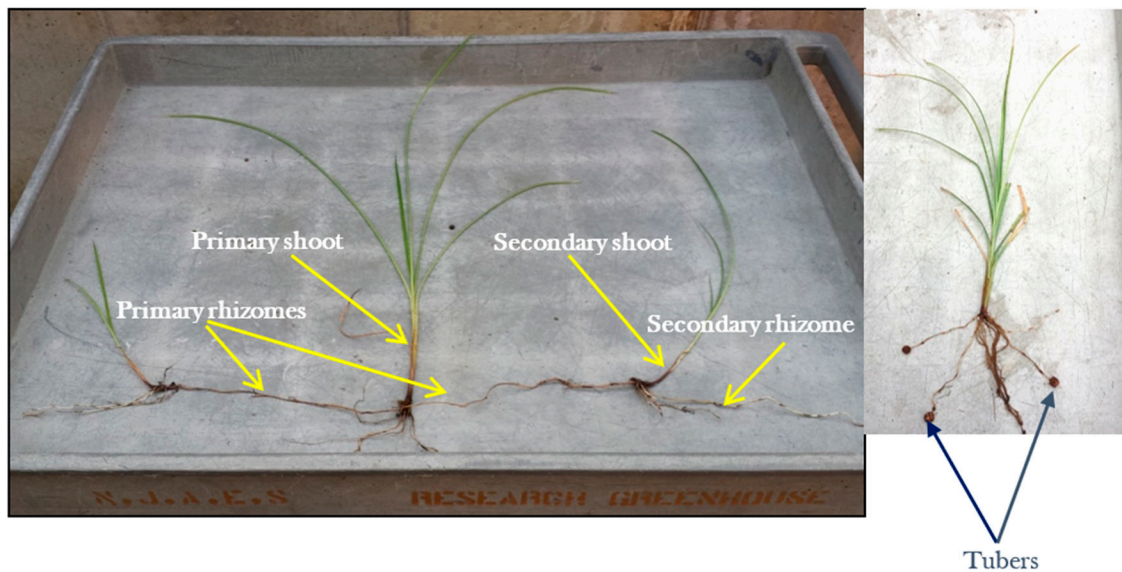 Primary shoot
Secondary shoot
Primary rhizomes
Secondary rhizome
N.J.A.E.S RESEARCH GREENHOUSE
Tubers